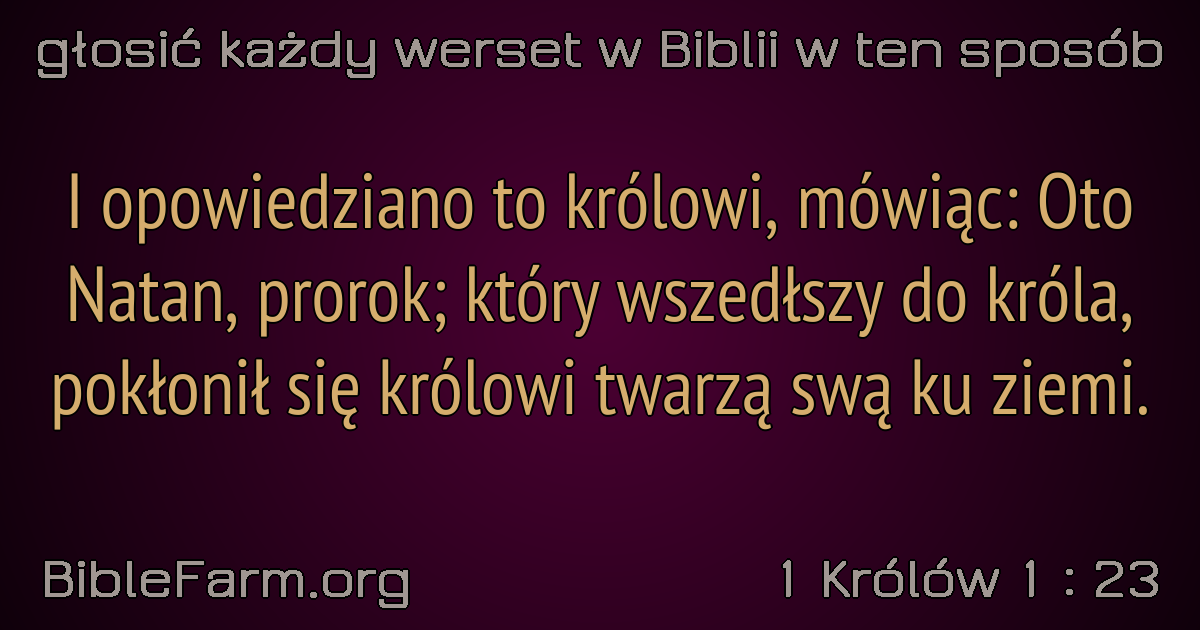 głosić każdy werset w Biblii w ten sposób
I opowiedziano to królowi, mówiąc: Oto
Natan, prorok; który wszedłszy do króla,
pokłonił się królowi twarzą swą ku ziemi.
BibleFarm.org
1 Królów 1 : 23